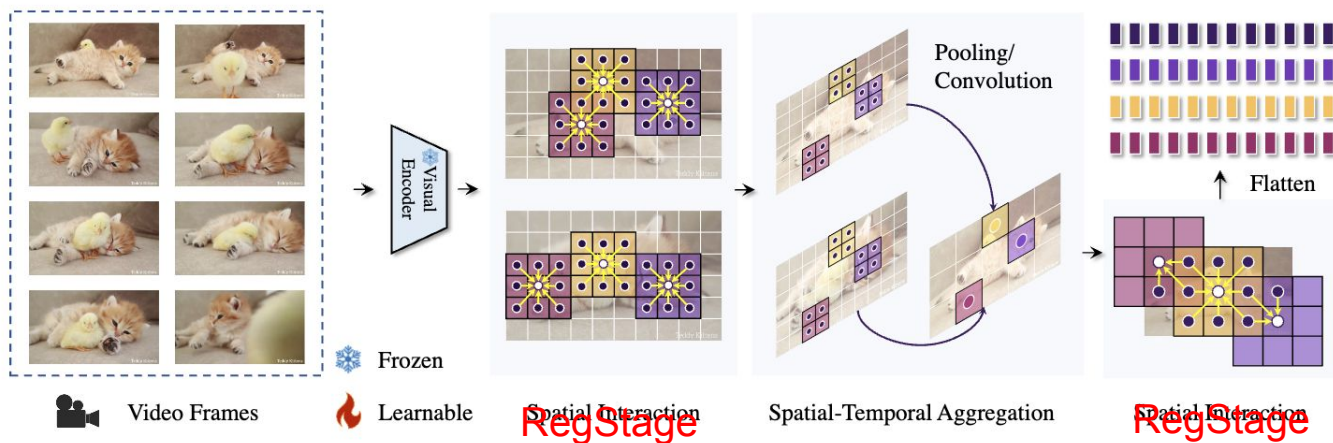 Pooling/
Convolution
Visual
Encoder
Flatten
Frozen
Learnable
Video Frames
Spatial Interaction
RegStage
Spatial-Temporal Aggregation
Spatial Interaction
RegStage